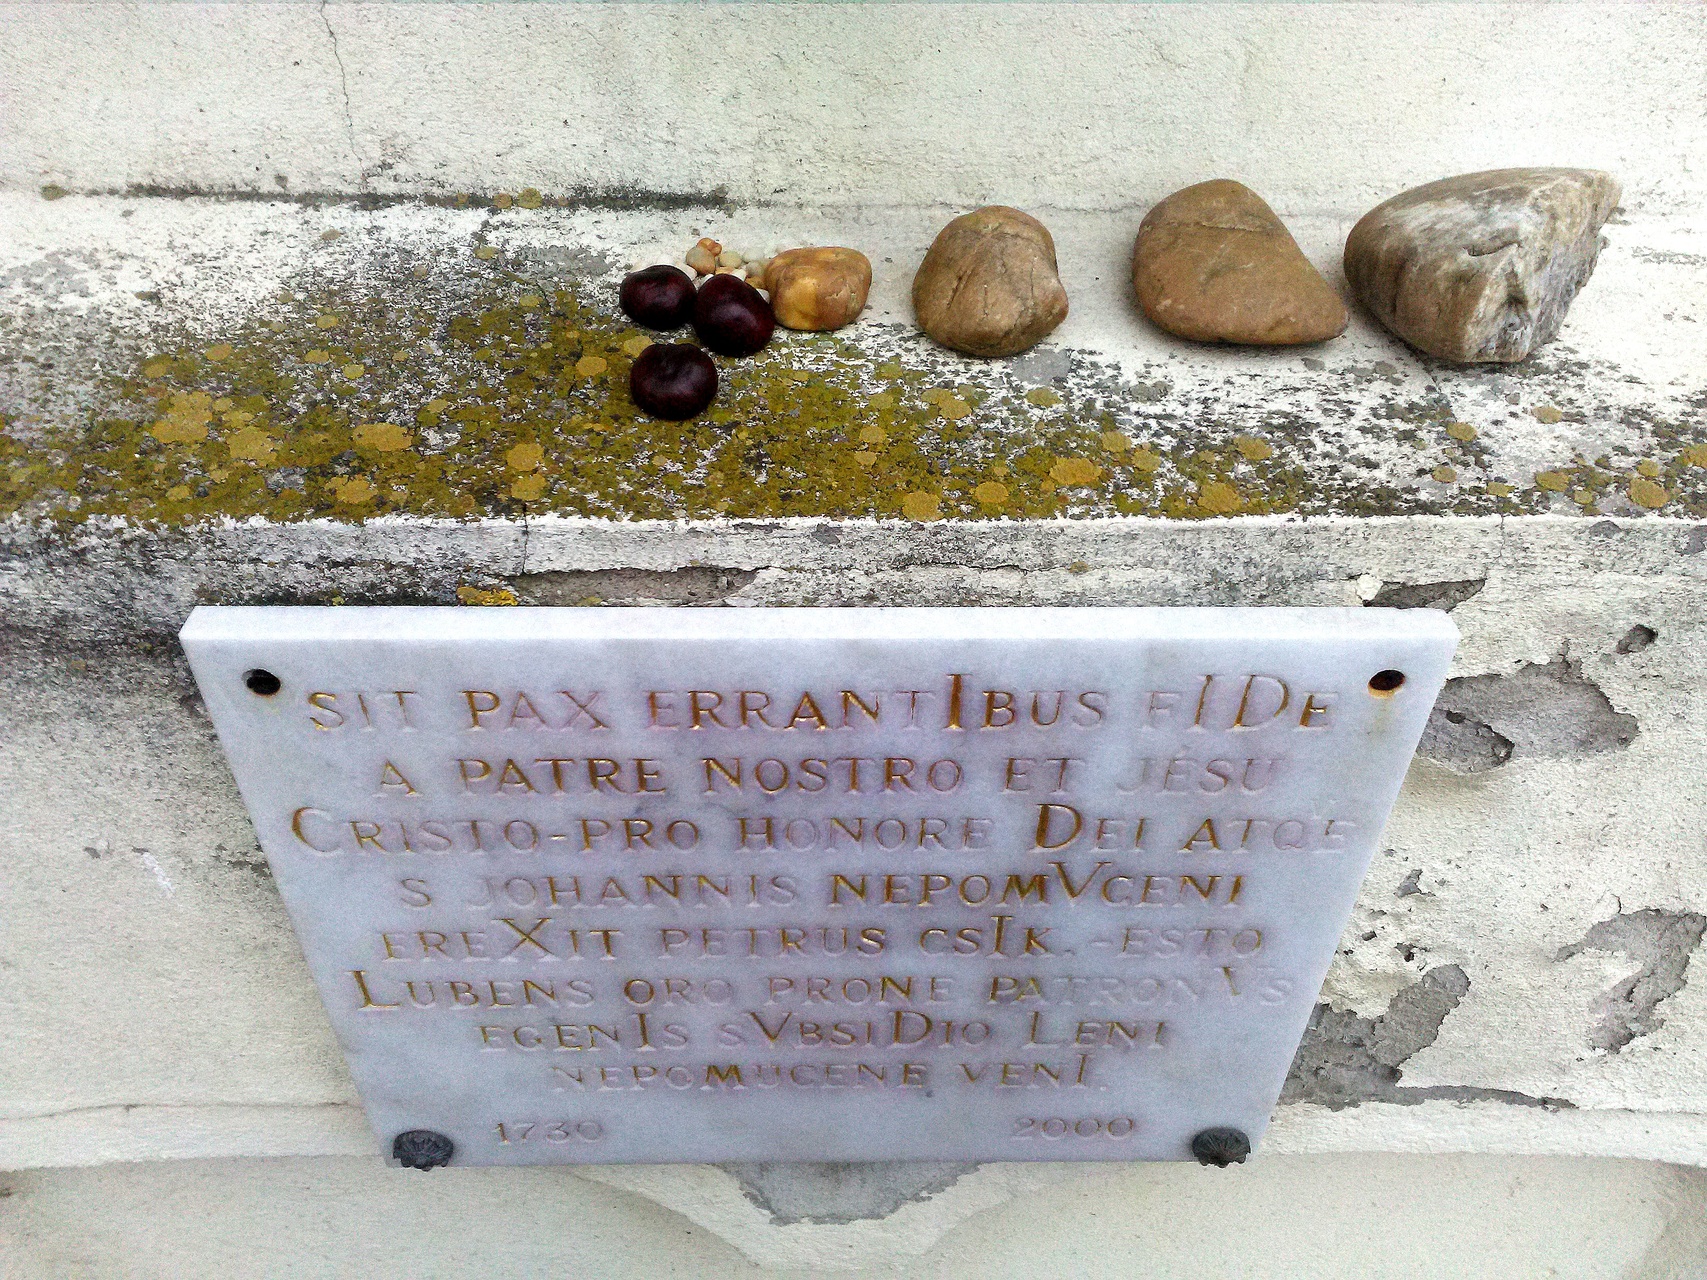 SIT PAX ERRANTIBUS FIDE
A PATRE NOSTRO ET JESU
CRISTO-PRO HONORE DEI ATQE
S JOHANNIS NEPOMVCENI
EREXIT PETRUS CSIK.-ESTO
LUBENS ORO PRONE PATRONVS
EGENIS SVBSIDIO LENI
NEPOMUCENE VENI.
1730 2000